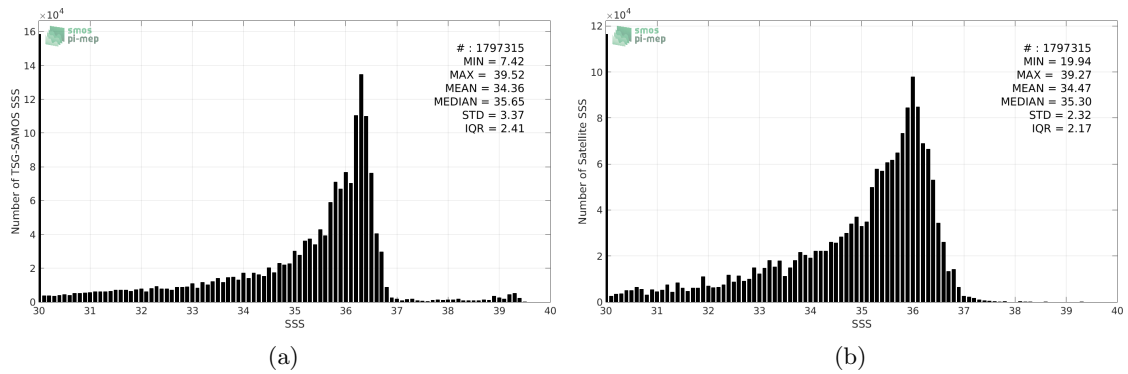 ×10⁴
smos
pi-mep
# : 1797315
MIN = 7.42
MAX = 39.52
MEAN = 34.36
MEDIAN = 35.65
STD = 3.37
IQR = 2.41
Number of TSG-SAMOS SSS
16
14
12
10
8
6
4
2
0
30 31 32 33 34 35 36 37 38 39 40
SSS
(a)
×10⁴
smos
pi-mep
# : 1797315
MIN = 19.94
MAX = 39.27
MEAN = 34.47
MEDIAN = 35.30
STD = 2.32
IQR = 2.17
Number of Satellite SSS
12
10
8
6
4
2
0
30 31 32 33 34 35 36 37 38 39 40
SSS
(b)